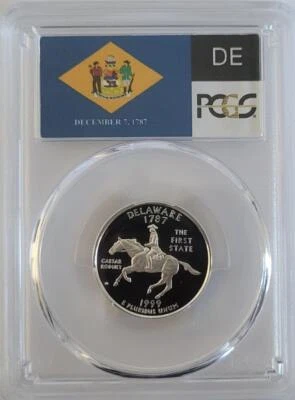 DE
PCGS
DECEMBER 7, 1787
DELAWARE
1787
THE
FIRST
STATE
CAESAR
RODNEY
1999
E PLURIBUS UNUM